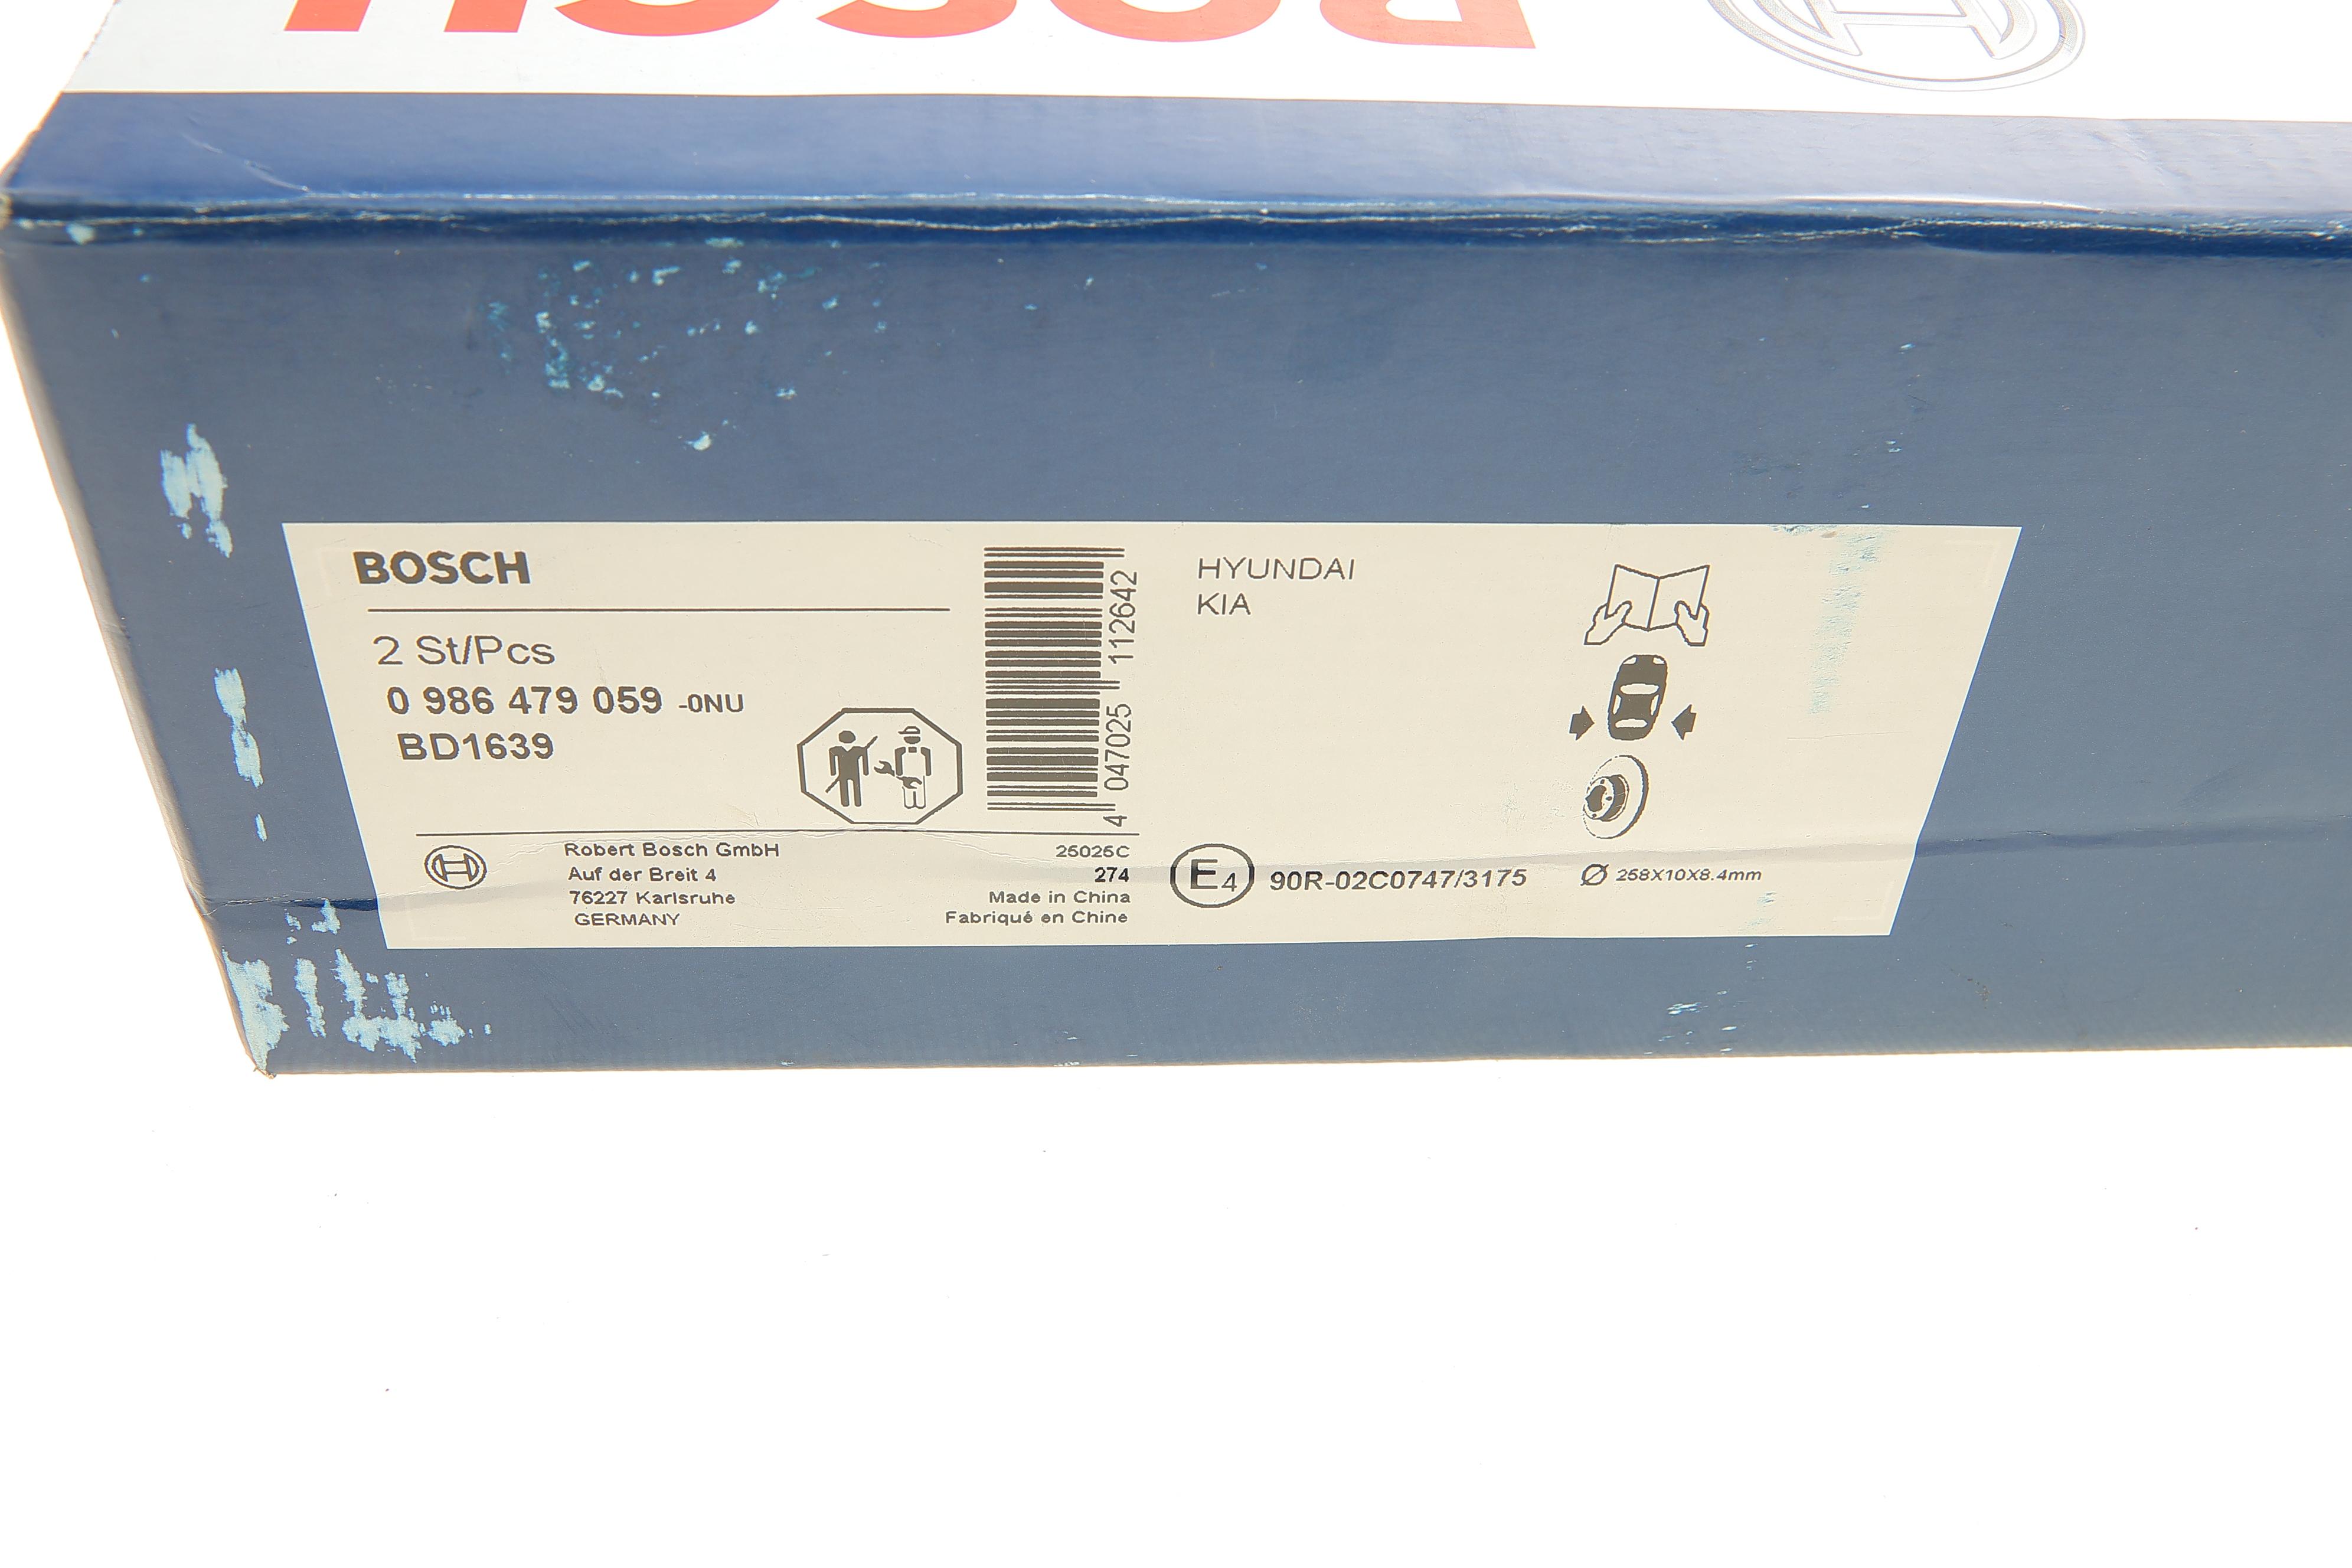 BOSCH
BOSCH
2 St/Pcs
0 986 479 059 -0NU
BD1639
4 047025 112642
HYUNDAI
KIA
Robert Bosch GmbH
Auf der Breit 4
76227 Karlsruhe
GERMANY
25025C
274
Made in China
Fabriqué en Chine
E4 90R-02C0747/3175
Ø 258X10X8.4mm